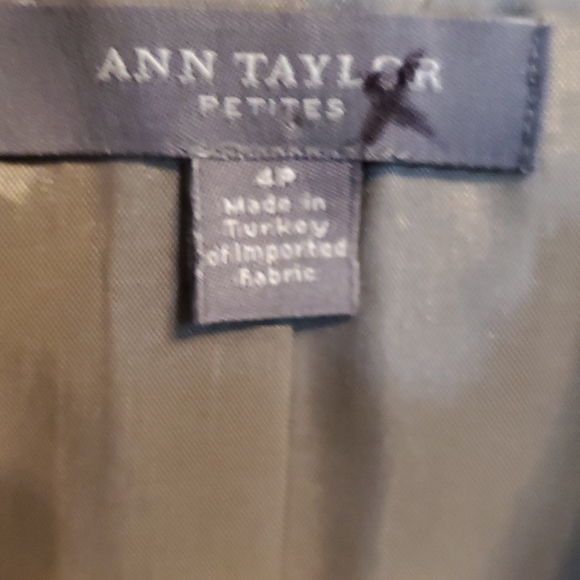 ANN TAYLOR
PETITES
4P
Made in
Turkey
of Imported
Fabric